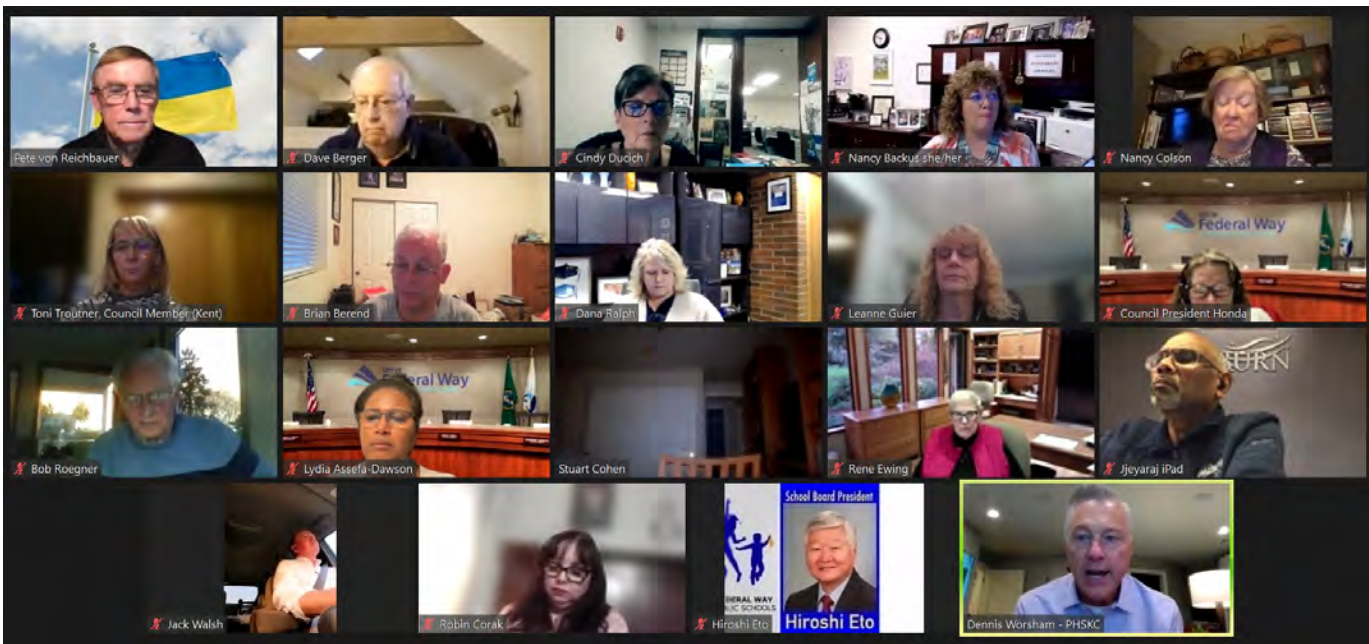 Pete von Reichbauer
Dave Berger
Cindy Ducich
Nancy Backus she/her
Nancy Colson
Toni Troutner, Council Member (Kent)
Brian Berend
Dana Ralph
Leanne Guier
Federal Way
Council President Honda
Bob Roegner
Federal Way
Lydia Assefa-Dawson
Stuart Cohen
Rene Ewing
BURN
Jjeyaraj iPad
Jack Walsh
Robin Corak
School Board President
EDERAL WAY
LIC SCHOOLS
Hiroshi Eto
Hiroshi Eto
Dennis Worsham - PHSKC